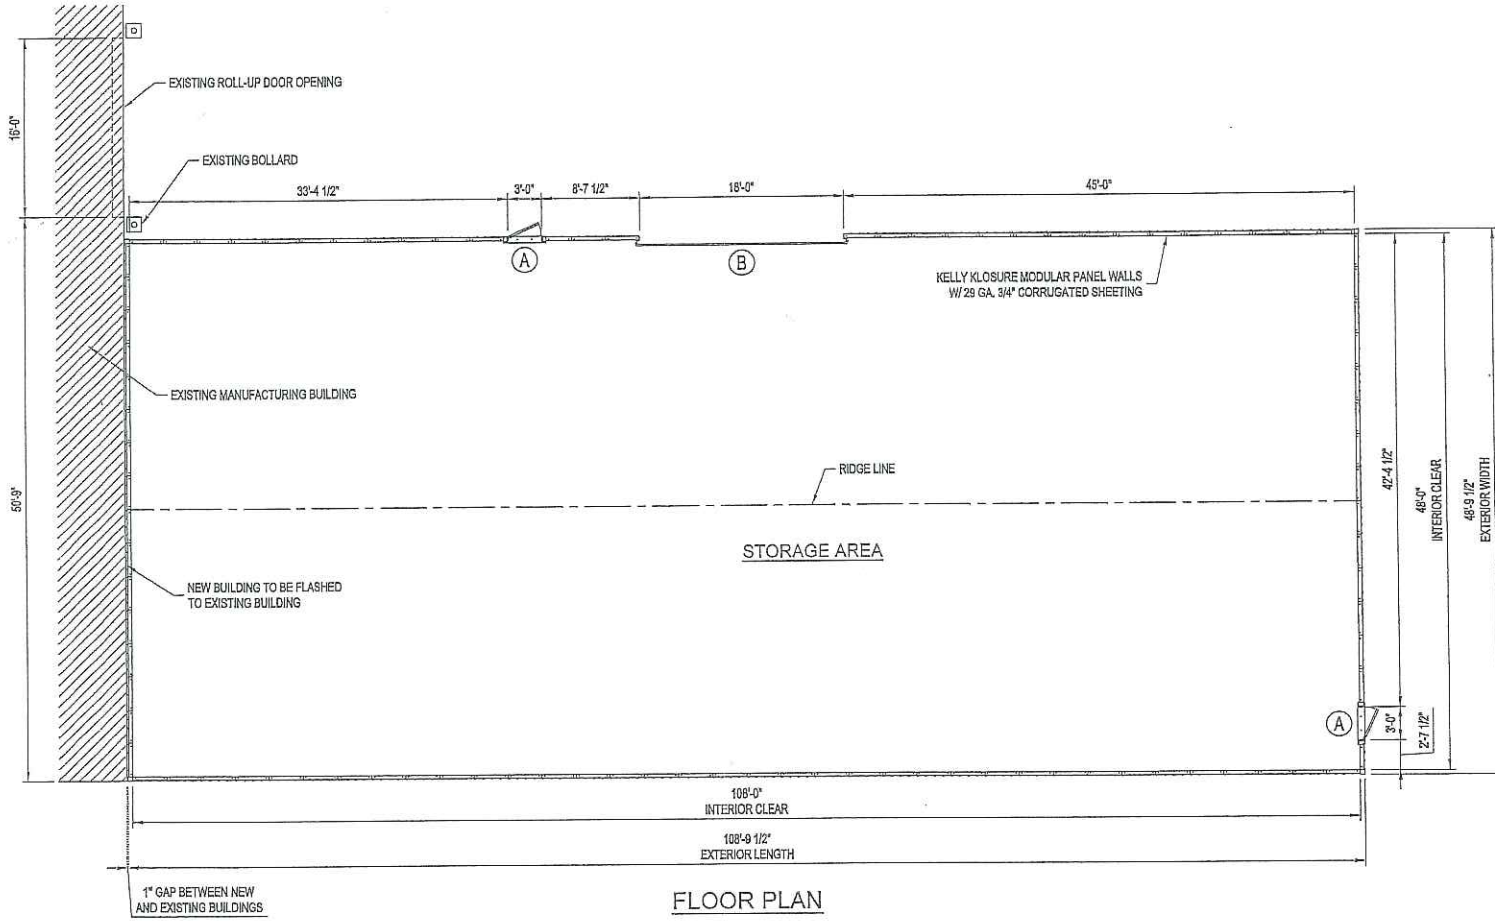 EXISTING ROLL-UP DOOR OPENING
16'-0"
EXISTING BOLLARD
33'-4 1/2"
3'-0"
8'-7 1/2"
18'-0"
45'-0"
A
B
KELLY KLOSURE MODULAR PANEL WALLS
W/ 29 GA. 3/4" CORRUGATED SHEETING
EXISTING MANUFACTURING BUILDING
RIDGE LINE
50'-9"
STORAGE AREA
42'-4 1/2"
48'-0"
INTERIOR CLEAR
48'-9 1/2"
EXTERIOR WIDTH
NEW BUILDING TO BE FLASHED
TO EXISTING BUILDING
A
3'-0"
2'-7 1/2"
108'-0"
INTERIOR CLEAR
108'-9 1/2"
EXTERIOR LENGTH
1" GAP BETWEEN NEW
AND EXISTING BUILDINGS
FLOOR PLAN